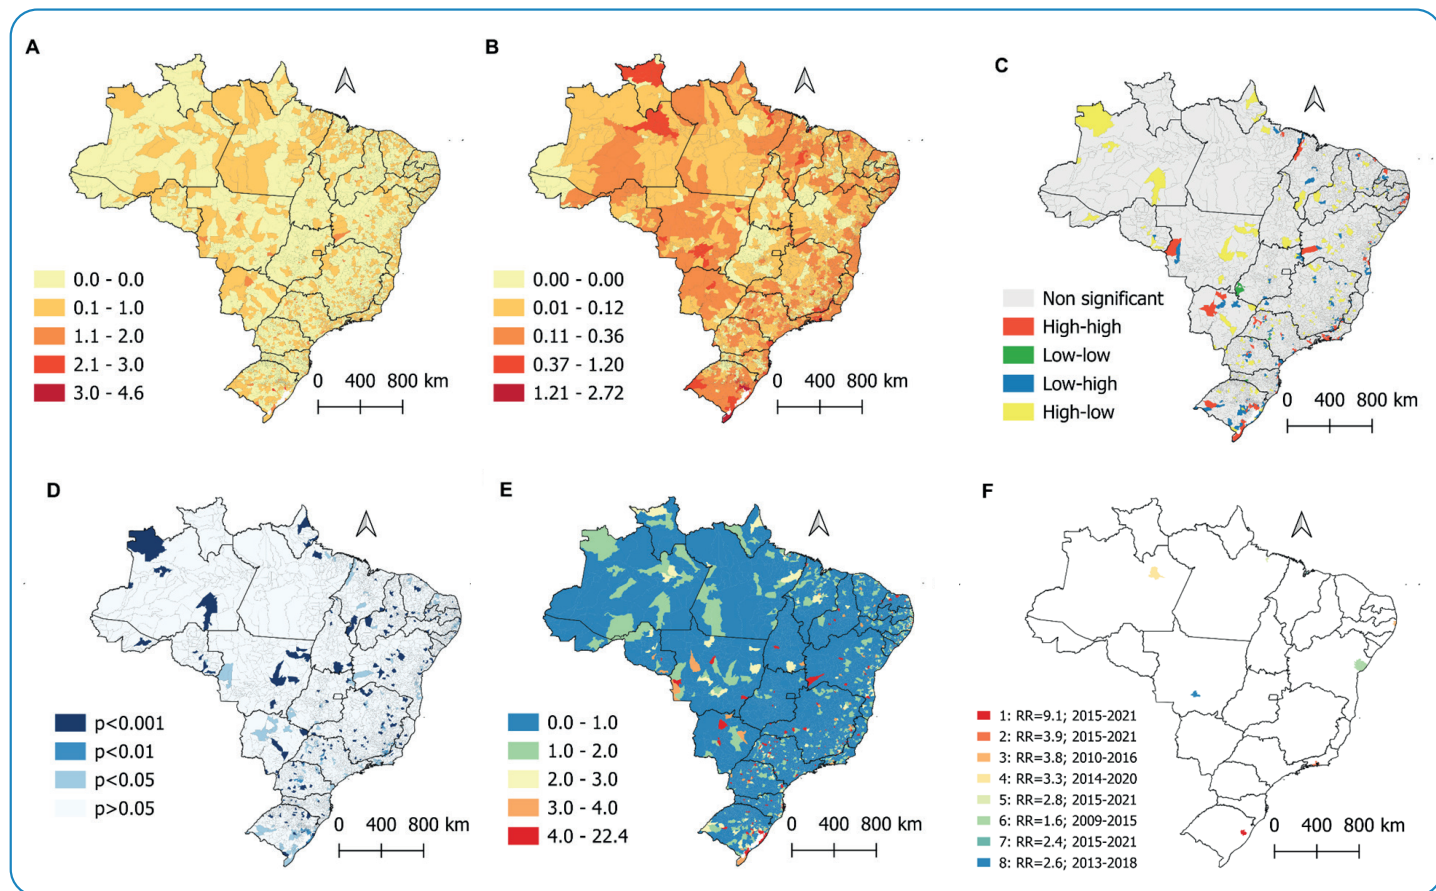 A
0.0 - 0.0
0.1 - 1.0
1.1 - 2.0
2.1 - 3.0
3.0 - 4.6
0 400 800 km
B
0.00 - 0.00
0.01 - 0.12
0.11 - 0.36
0.37 - 1.20
1.21 - 2.72
0 400 800 km
C
Non significant
High-high
Low-low
Low-high
High-low
0 400 800 km
D
p<0.001
p<0.01
p<0.05
p>0.05
0 400 800 km
E
0.0 - 1.0
1.0 - 2.0
2.0 - 3.0
3.0 - 4.0
4.0 - 22.4
0 400 800 km
F
1: RR=9.1; 2015-2021
2: RR=3.9; 2015-2021
3: RR=3.8; 2010-2016
4: RR=3.3; 2014-2020
5: RR=2.8; 2015-2021
6: RR=1.6; 2009-2015
7: RR=2.4; 2015-2021
8: RR=2.6; 2013-2018
0 400 800 km